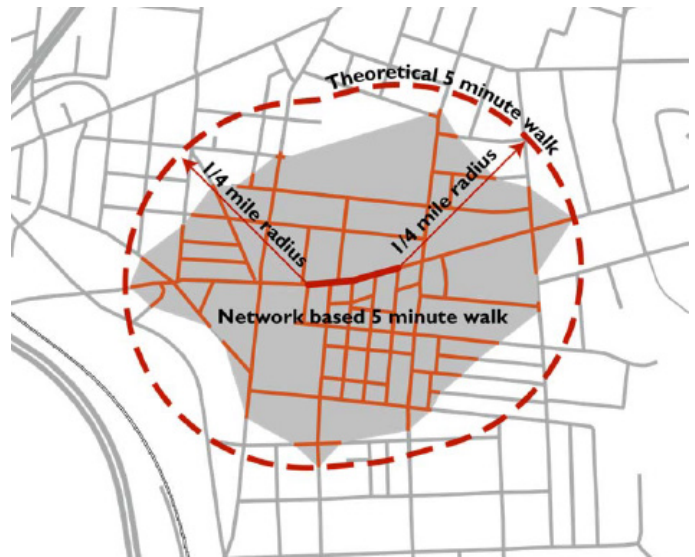 Theoretical 5 minute walk
1/4 mile radius
1/4 mile radius
Network based 5 minute walk